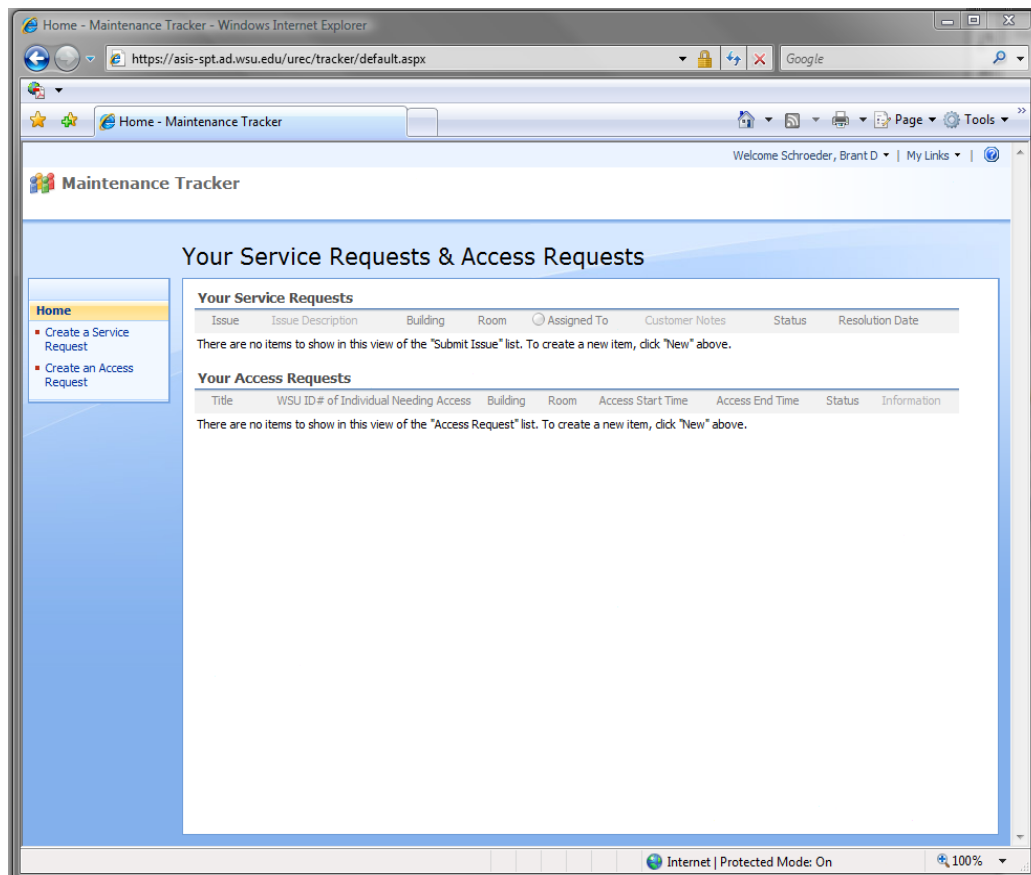 Home - Maintenance Tracker - Windows Internet Explorer
https://asis-spt.ad.wsu.edu/urec/tracker/default.aspx
Google
Home - Maintenance Tracker
Page
Tools
Welcome Schroeder, Brant D | My Links |
Maintenance Tracker
Your Service Requests & Access Requests
Home
Create a Service
Request
Create an Access
Request
Your Service Requests
Issue Issue Description Building Room Assigned To Customer Notes Status Resolution Date
There are no items to show in this view of the "Submit Issue" list. To create a new item, click "New" above.
Your Access Requests
Title WSU ID# of Individual Needing Access Building Room Access Start Time Access End Time Status Information
There are no items to show in this view of the "Access Request" list. To create a new item, click "New" above.
Internet | Protected Mode: On
100%